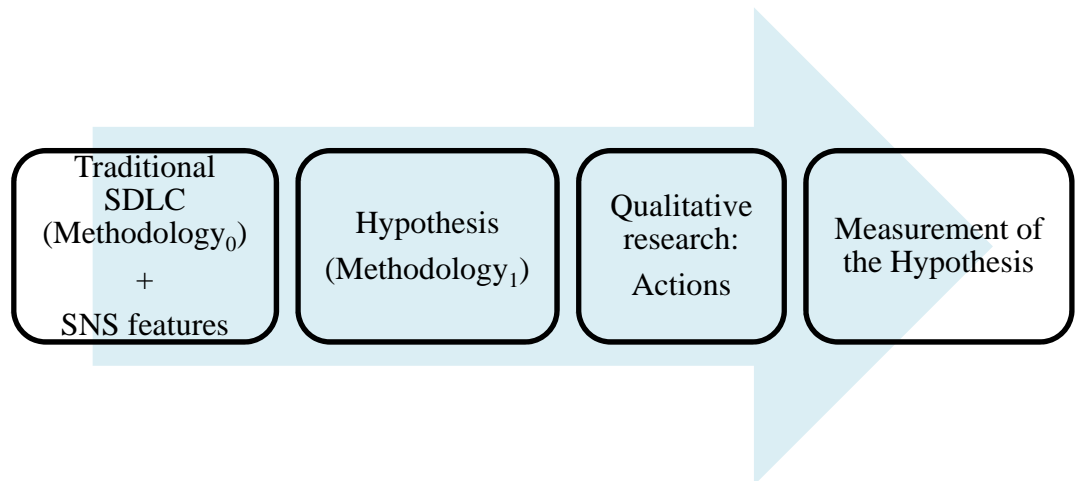 Traditional
SDLC
(Methodology₀)
+
SNS features
Hypothesis
(Methodology₁)
Qualitative
research:
Actions
Measurement of
the Hypothesis